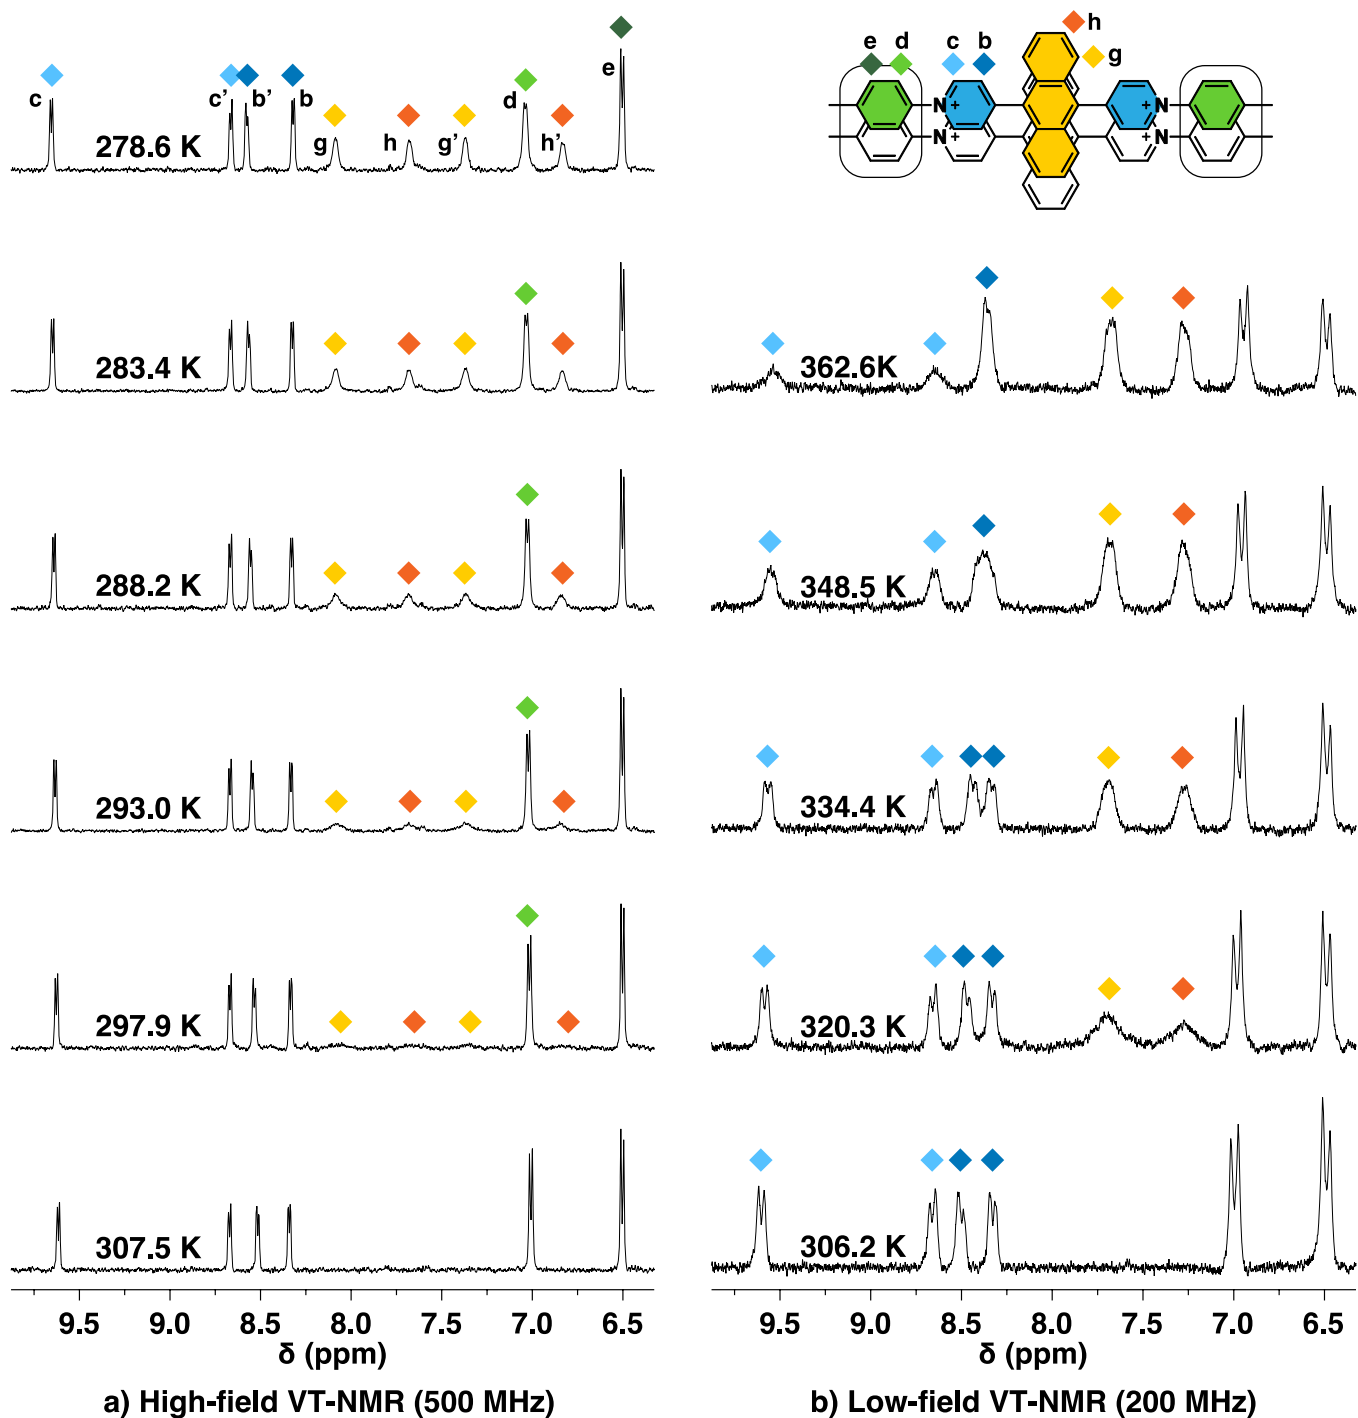 c
c'
b'
b
g
h
g'
d
h'
e
278.6 K
283.4 K
288.2 K
293.0 K
297.9 K
307.5 K
9.5 9.0 8.5 8.0 7.5 7.0 6.5
δ (ppm)
a) High-field VT-NMR (500 MHz)
h
g
e d c b
N + + N
N + + N
362.6K
348.5 K
334.4 K
320.3 K
306.2 K
9.5 9.0 8.5 8.0 7.5 7.0 6.5
δ (ppm)
b) Low-field VT-NMR (200 MHz)